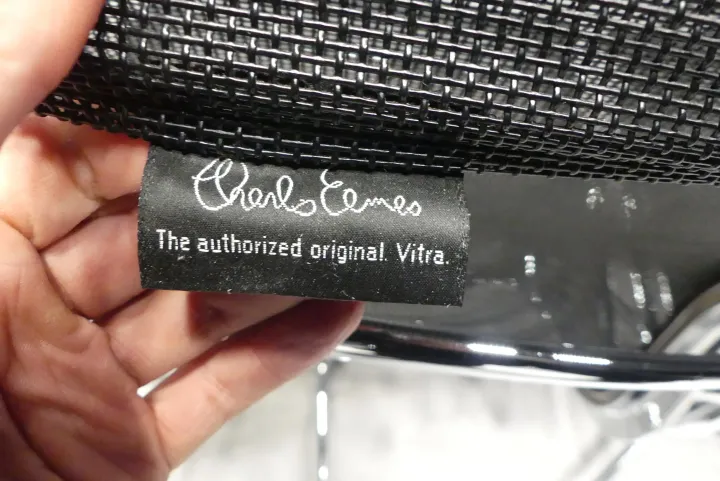 Charles Eames
The authorized original. Vitra.